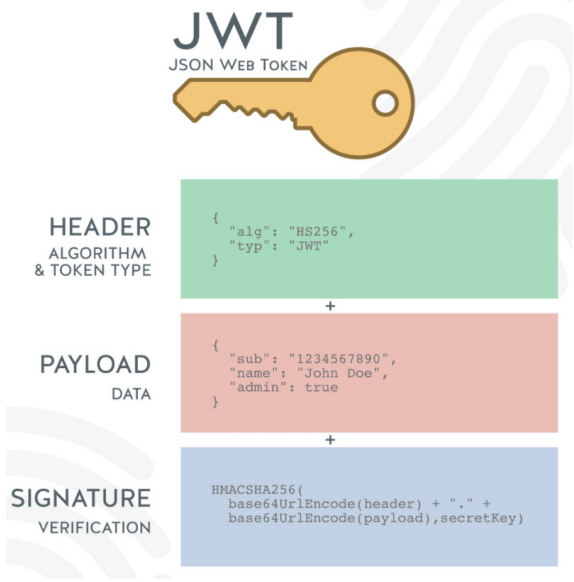 JWT
JSON WEB TOKEN
HEADER
ALGORITHM
& TOKEN TYPE
{
"alg": "HS256",
"typ": "JWT"
}
+
PAYLOAD
DATA
{
"sub": "1234567890",
"name": "John Doe",
"admin": true
}
+
SIGNATURE
VERIFICATION
HMACSHA256(
base64UrlEncode(header) + "." +
base64UrlEncode(payload),secretKey)